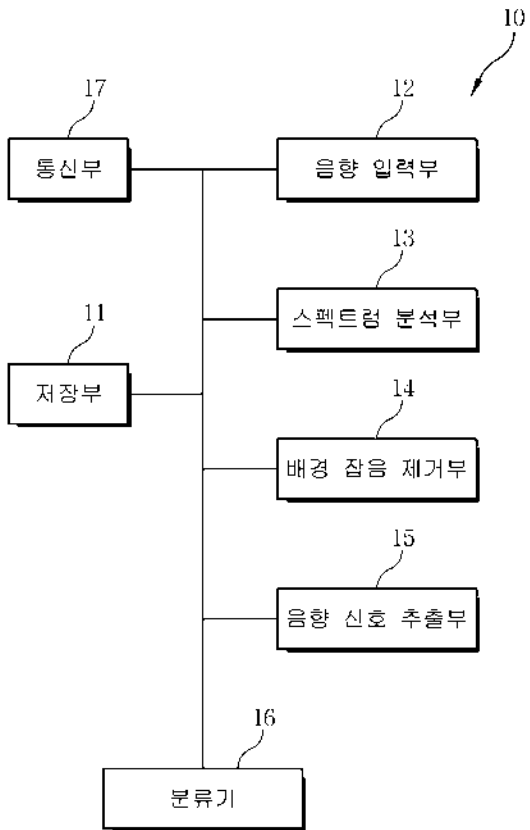 10
17
12
통신부
음향 입력부
13
스펙트럼 분석부
11
저장부
14
배경 잡음 제거부
15
음향 신호 추출부
16
분류기